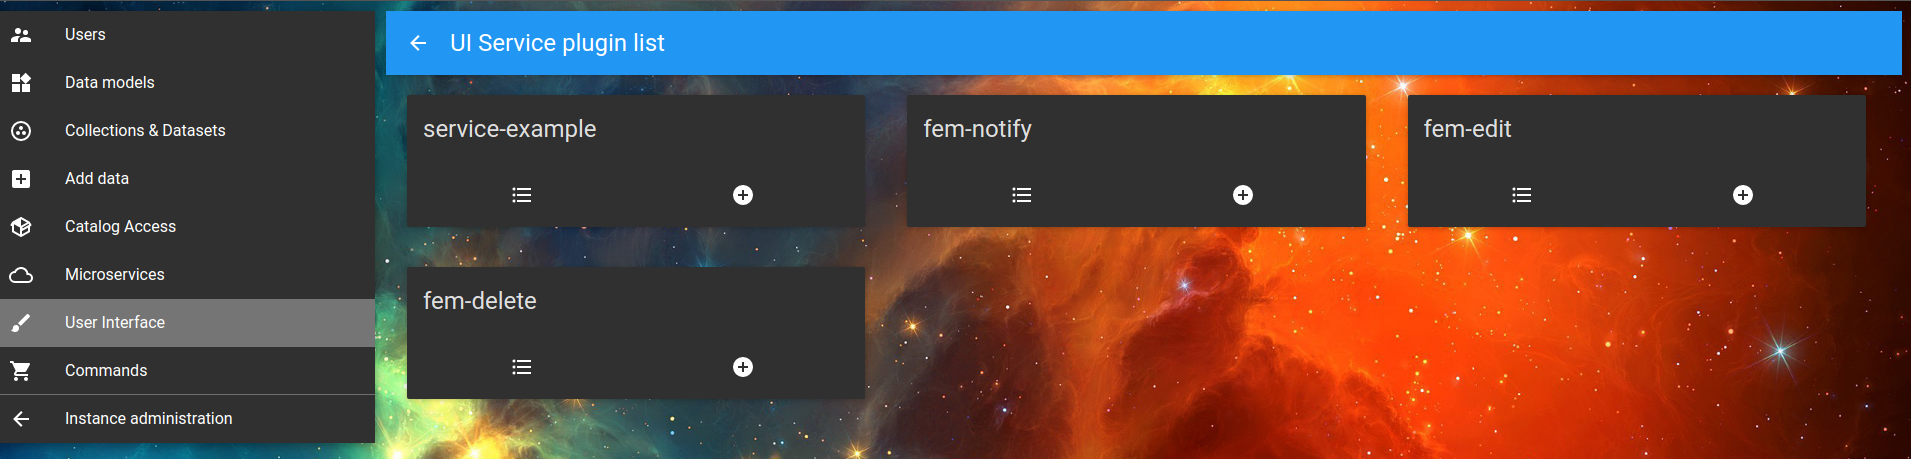 Users
Data models
Collections & Datasets
Add data
Catalog Access
Microservices
User Interface
Commands
Instance administration
UI Service plugin list
service-example
fem-notify
fem-edit
fem-delete